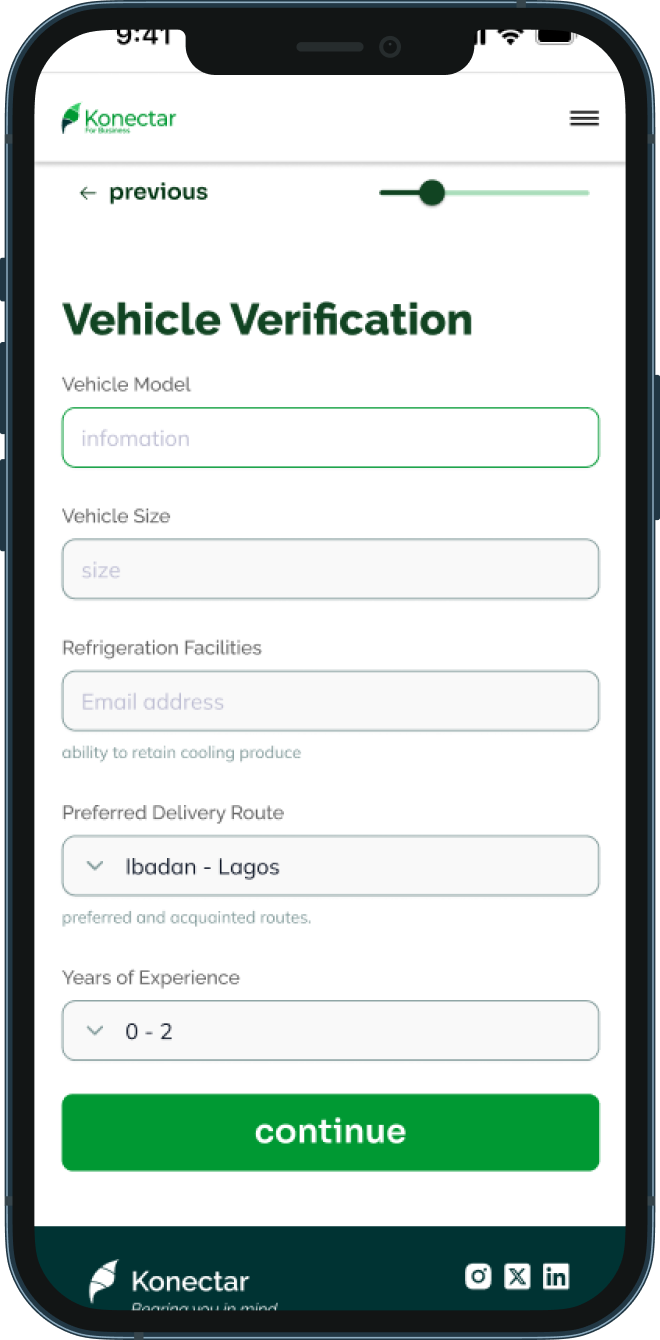 9:41
Konectar
For Business
previous
Vehicle Verification
Vehicle Model
infomation
Vehicle Size
size
Refrigeration Facilities
Email address
ability to retain cooling produce
Preferred Delivery Route
Ibadan - Lagos
preferred and acquainted routes.
Years of Experience
0 - 2
continue
Konectar
Bearing you in mind